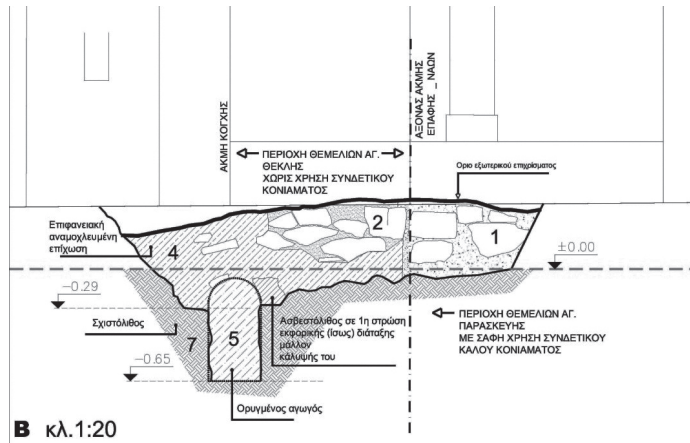 ΑΚΜΗ ΚΟΓΧΗΣ
ΑΞΟΝΑΣ ΑΚΜΗΣ
ΕΠΑΦΗΣ _ ΝΑΩΝ
ΠΕΡΙΟΧΗ ΘΕΜΕΛΙΩΝ ΑΓ.
ΘΕΚΛΗΣ
ΧΩΡΙΣ ΧΡΗΣΗ ΣΥΝΔΕΤΙΚΟΥ
ΚΟΝΙΑΜΑΤΟΣ
Οριο εξωτερικού επιχρίσματος
Επιφανειακή
αναμοχλευμένη
επίχωση
4
2
1
±0.00
−0.29
Σχιστόλιθος
7
5
Ασβεστόλιθος σε 1η στρώση
εκφορικής (ίσως) διάταξης
μάλλον
κάλυψής του
ΠΕΡΙΟΧΗ ΘΕΜΕΛΙΩΝ ΑΓ.
ΠΑΡΑΣΚΕΥΗΣ
ΜΕ ΣΑΦΗ ΧΡΗΣΗ ΣΥΝΔΕΤΙΚΟΥ
ΚΑΛΟΥ ΚΟΝΙΑΜΑΤΟΣ
−0.65
Ορυγμένος αγωγός
B κλ.1:20